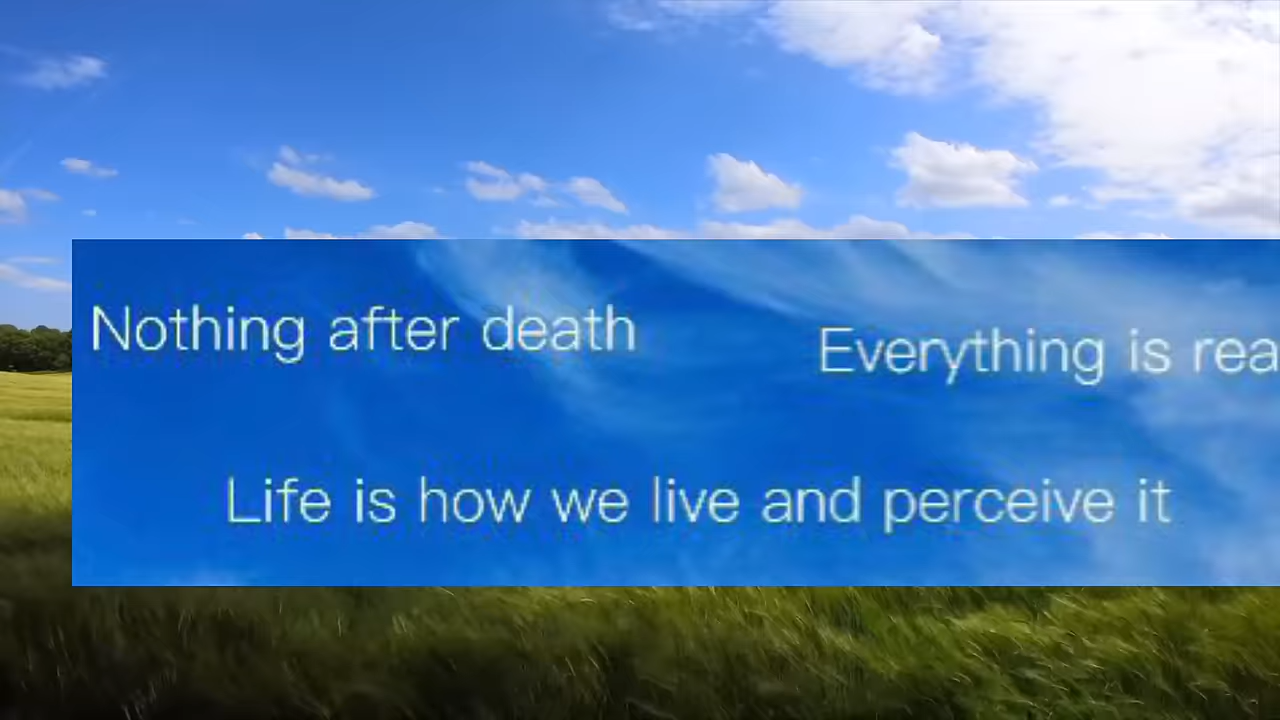 Nothing after death
Everything is rea
Life is how we live and perceive it